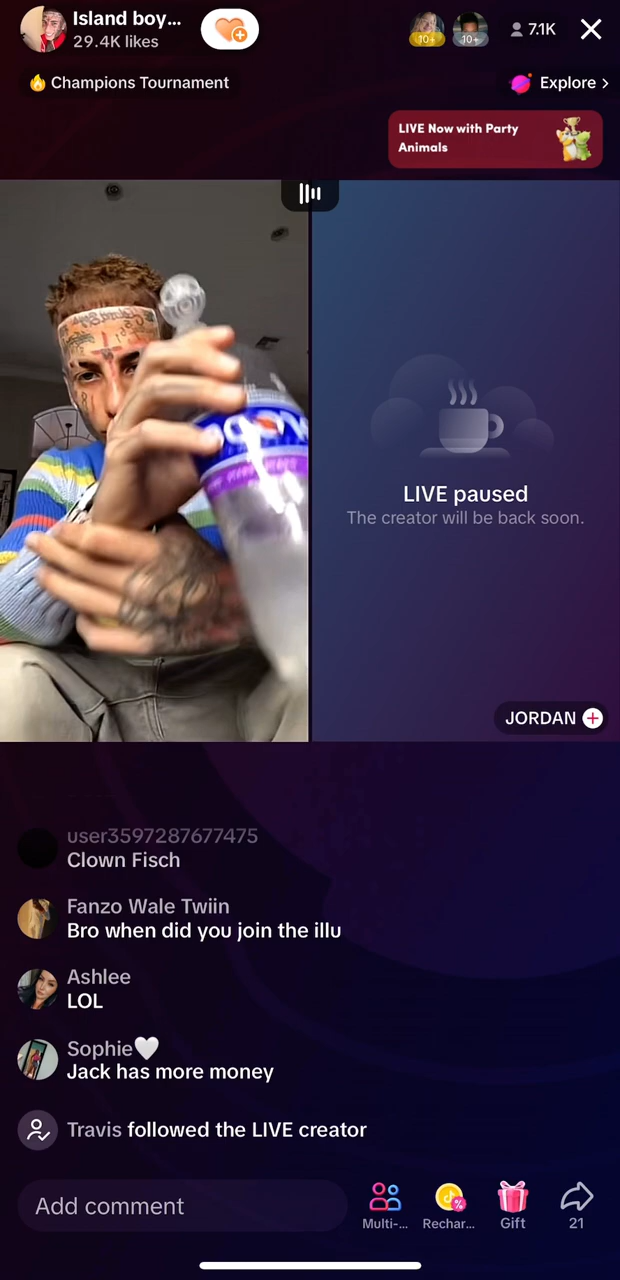 Island boy...
29.4K likes
10+
10+
7.1K
🔥 Champions Tournament
Explore >
LIVE Now with Party
Animals
LIVE paused
The creator will be back soon.
JORDAN
user3597287677475
Clown Fisch
Fanzo Wale Twiin
Bro when did you join the illu
Ashlee
LOL
Sophie🤍
Jack has more money
Travis followed the LIVE creator
Add comment
Multi-...
Rechar...
Gift
21